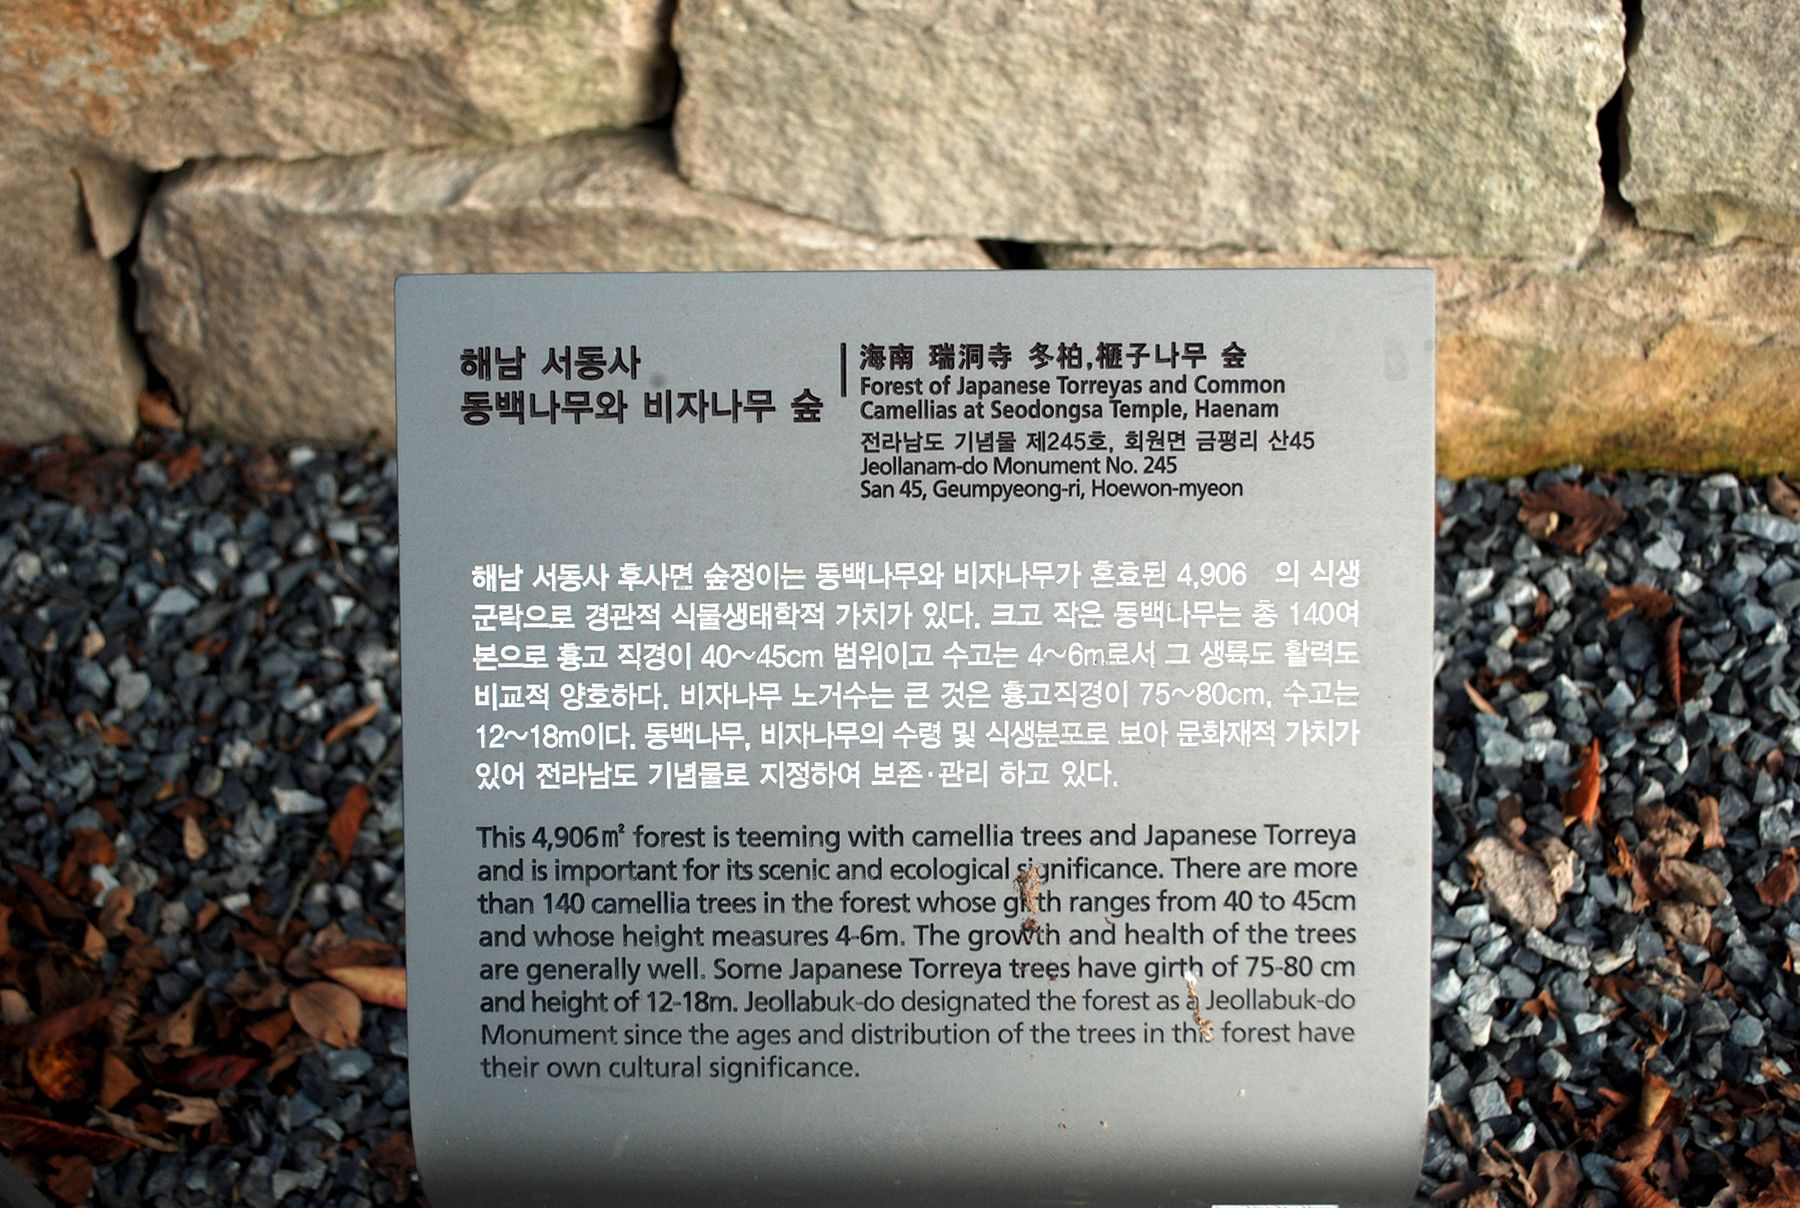 해남 서동사
동백나무와 비자나무 숲
海南 瑞洞寺 冬柏,榧子나무 숲
Forest of Japanese Torreyas and Common
Camellias at Seodongsa Temple, Haenam
전라남도 기념물 제245호, 회원면 금평리 산45
Jeollanam-do Monument No. 245
San 45, Geumpyeong-ri, Hoewon-myeon
해남 서동사 후사면 숲정이는 동백나무와 비자나무가 혼효된 4,906 의 식생
군락으로 경관적 식물생태학적 가치가 있다. 크고 작은 동백나무는 총 140여
본으로 흉고 직경이 40~45cm 범위이고 수고는 4~6m로서 그 생륙도 활력도
비교적 양호하다. 비자나무 노거수는 큰 것은 흉고직경이 75~80cm, 수고는
12~18m이다. 동백나무, 비자나무의 수령 및 식생분포로 보아 문화재적 가치가
있어 전라남도 기념물로 지정하여 보존·관리 하고 있다.
This 4,906㎡ forest is teeming with camellia trees and Japanese Torreya
and is important for its scenic and ecological significance. There are more
than 140 camellia trees in the forest whose girth ranges from 40 to 45cm
and whose height measures 4-6m. The growth and health of the trees
are generally well. Some Japanese Torreya trees have girth of 75-80 cm
and height of 12-18m. Jeollabuk-do designated the forest as a Jeollabuk-do
Monument since the ages and distribution of the trees in this forest have
their own cultural significance.